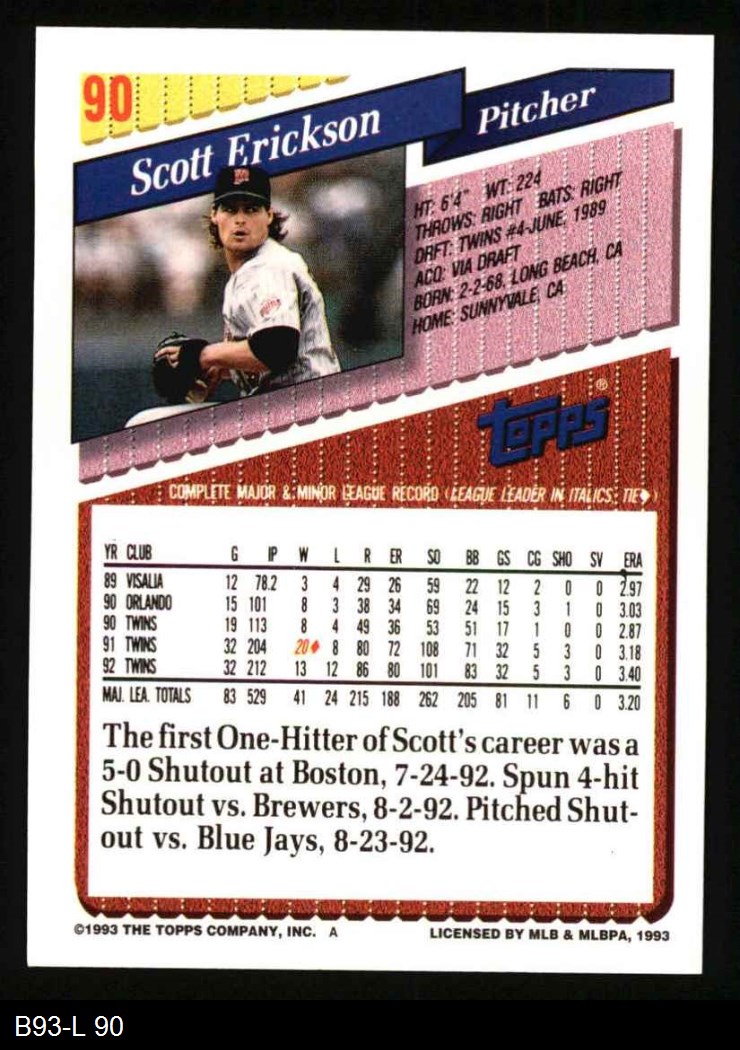 90
Scott Erickson
Pitcher
HT: 6'4" WT: 224
THROWS: RIGHT BATS: RIGHT
DRFT: TWINS #4-JUNE, 1989
ACQ: VIA DRAFT
BORN: 2-2-68, LONG BEACH, CA
HOME: SUNNYVALE, CA
Topps®
COMPLETE MAJOR & MINOR LEAGUE RECORD (LEAGUE LEADER IN ITALICS, TIE♦)
YR CLUB G IP W L R ER SO BB GS CG SHO SV ERA
89 VISALIA 12 78.2 3 4 29 26 59 22 12 2 0 0 2.97
90 ORLANDO 15 101 8 3 38 34 69 24 15 3 1 0 3.03
90 TWINS 19 113 8 4 49 36 53 51 17 1 0 0 2.87
91 TWINS 32 204 20♦ 8 80 72 108 71 32 5 3 0 3.18
92 TWINS 32 212 13 12 86 80 101 83 32 5 3 0 3.40
MAJ. LEA. TOTALS 83 529 41 24 215 188 262 205 81 11 6 0 3.20
The first One-Hitter of Scott's career was a
5-0 Shutout at Boston, 7-24-92. Spun 4-hit
Shutout vs. Brewers, 8-2-92. Pitched Shut-
out vs. Blue Jays, 8-23-92.
©1993 THE TOPPS COMPANY, INC. A
LICENSED BY MLB & MLBPA, 1993
B93-L 90